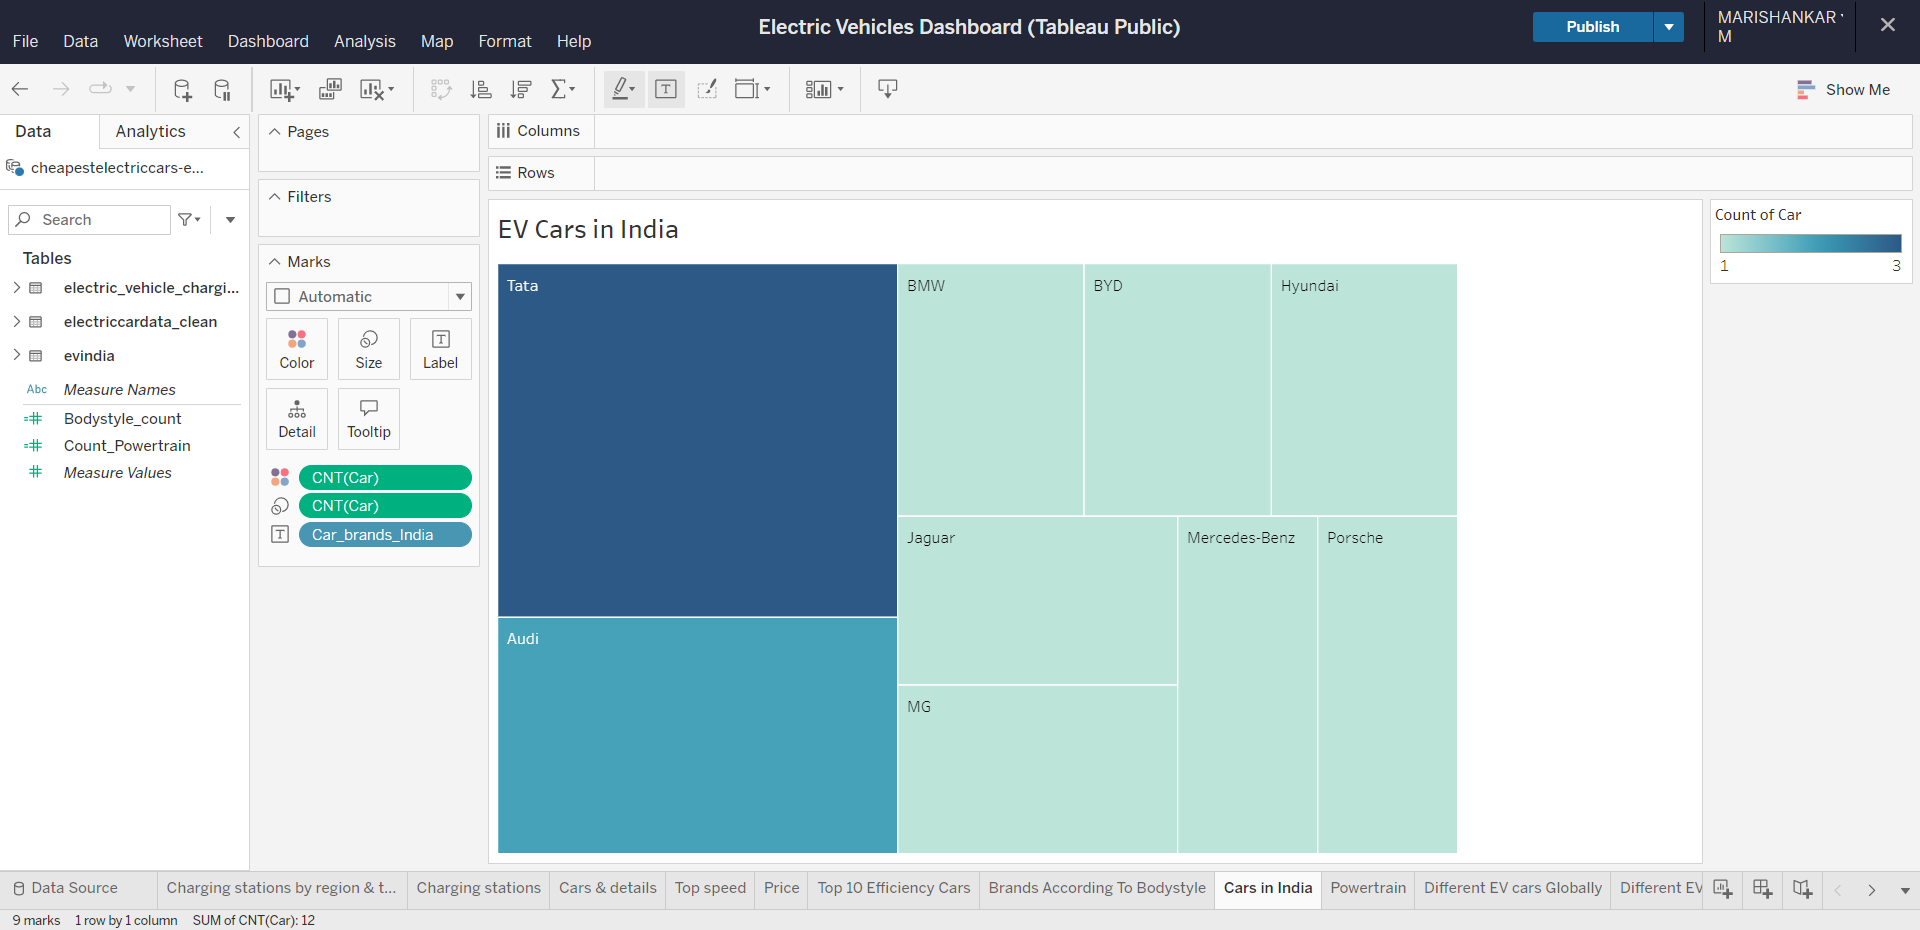 Electric Vehicles Dashboard (Tableau Public)
Publish
MARISHANKAR
M
File Data Worksheet Dashboard Analysis Map Format Help
Show Me
Data Analytics
cheapestelectriccars-e...
Search
Tables
electric_vehicle_chargi...
electriccardata_clean
evindia
Abc Measure Names
Bodystyle_count
Count_Powertrain
Measure Values
Pages
Filters
Marks
Automatic
Color Size Label
Detail Tooltip
CNT(Car)
CNT(Car)
Car_brands_India
Columns
Rows
EV Cars in India
Tata
BMW
BYD
Hyundai
Audi
Jaguar
Mercedes-Benz
Porsche
MG
Count of Car
1 3
Data Source Charging stations by region & t... Charging stations Cars & details Top speed Price Top 10 Efficiency Cars Brands According To Bodystyle Cars in India Powertrain Different EV cars Globally Different EV
9 marks 1 row by 1 column SUM of CNT(Car): 12